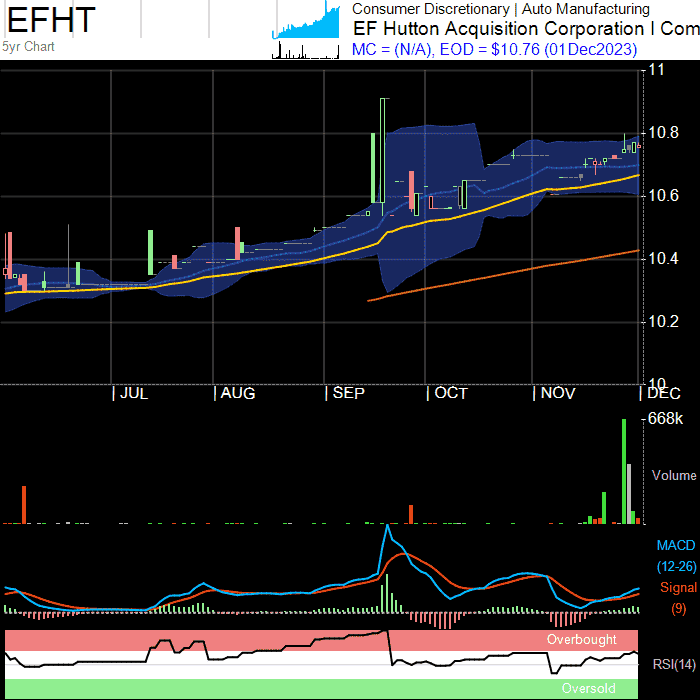 EFHT
5yr Chart
Consumer Discretionary | Auto Manufacturing
EF Hutton Acquisition Corporation I Com
MC = (N/A), EOD = $10.76 (01Dec2023)
11
10.8
10.6
10.4
10.2
10
| JUL | AUG | SEP | OCT | NOV | DEC
668k
Volume
MACD
(12-26)
Signal
(9)
Overbought
RSI(14)
Oversold